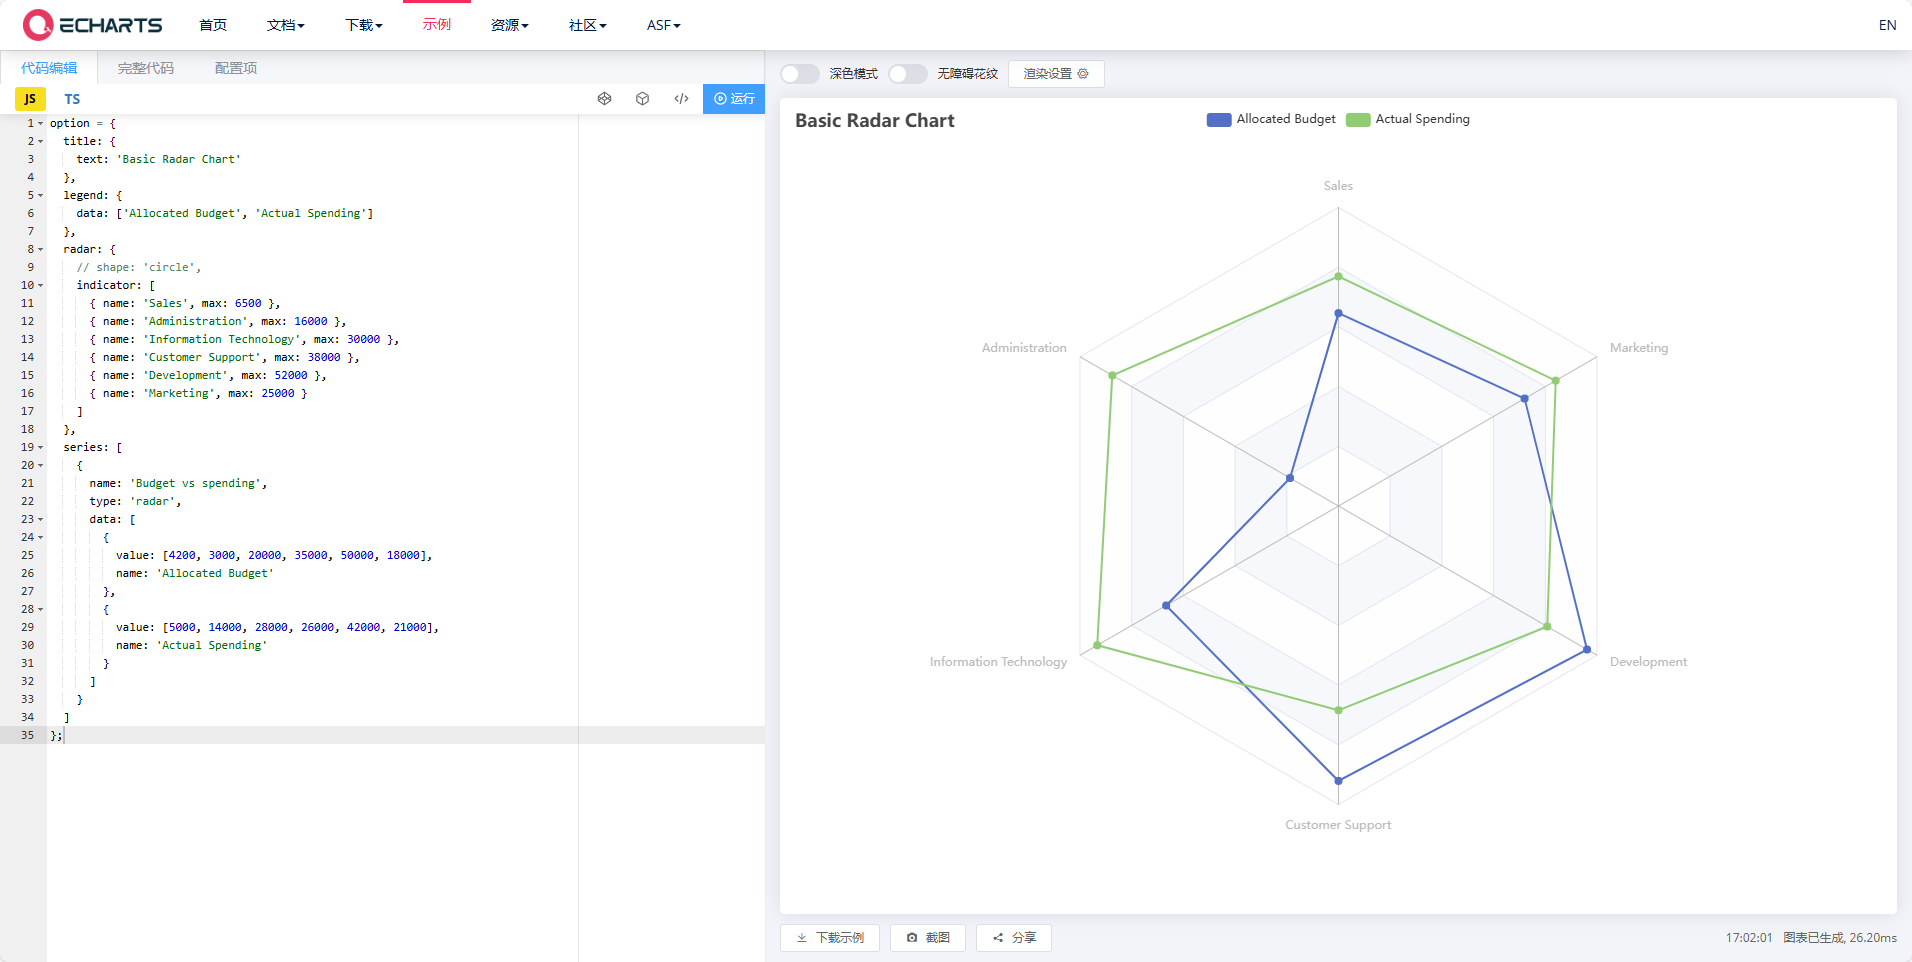 ECHARTS 首页 文档 下载 示例 资源 社区 ASF EN
代码编辑 完整代码 配置项
JS TS </> 运行
1 option = {
2 title: {
3 text: 'Basic Radar Chart'
4 },
5 legend: {
6 data: ['Allocated Budget', 'Actual Spending']
7 },
8 radar: {
9 // shape: 'circle',
10 indicator: [
11 { name: 'Sales', max: 6500 },
12 { name: 'Administration', max: 16000 },
13 { name: 'Information Technology', max: 30000 },
14 { name: 'Customer Support', max: 38000 },
15 { name: 'Development', max: 52000 },
16 { name: 'Marketing', max: 25000 }
17 ]
18 },
19 series: [
20 {
21 name: 'Budget vs spending',
22 type: 'radar',
23 data: [
24 {
25 value: [4200, 3000, 20000, 35000, 50000, 18000],
26 name: 'Allocated Budget'
27 },
28 {
29 value: [5000, 14000, 28000, 26000, 42000, 21000],
30 name: 'Actual Spending'
31 }
32 ]
33 }
34 ]
35 };
深色模式 无障碍花纹 渲染设置
Basic Radar Chart
Allocated Budget Actual Spending
Sales
Administration Marketing
Information Technology Development
Customer Support
下载示例 截图 分享 17:02:01 图表已生成, 26.20ms